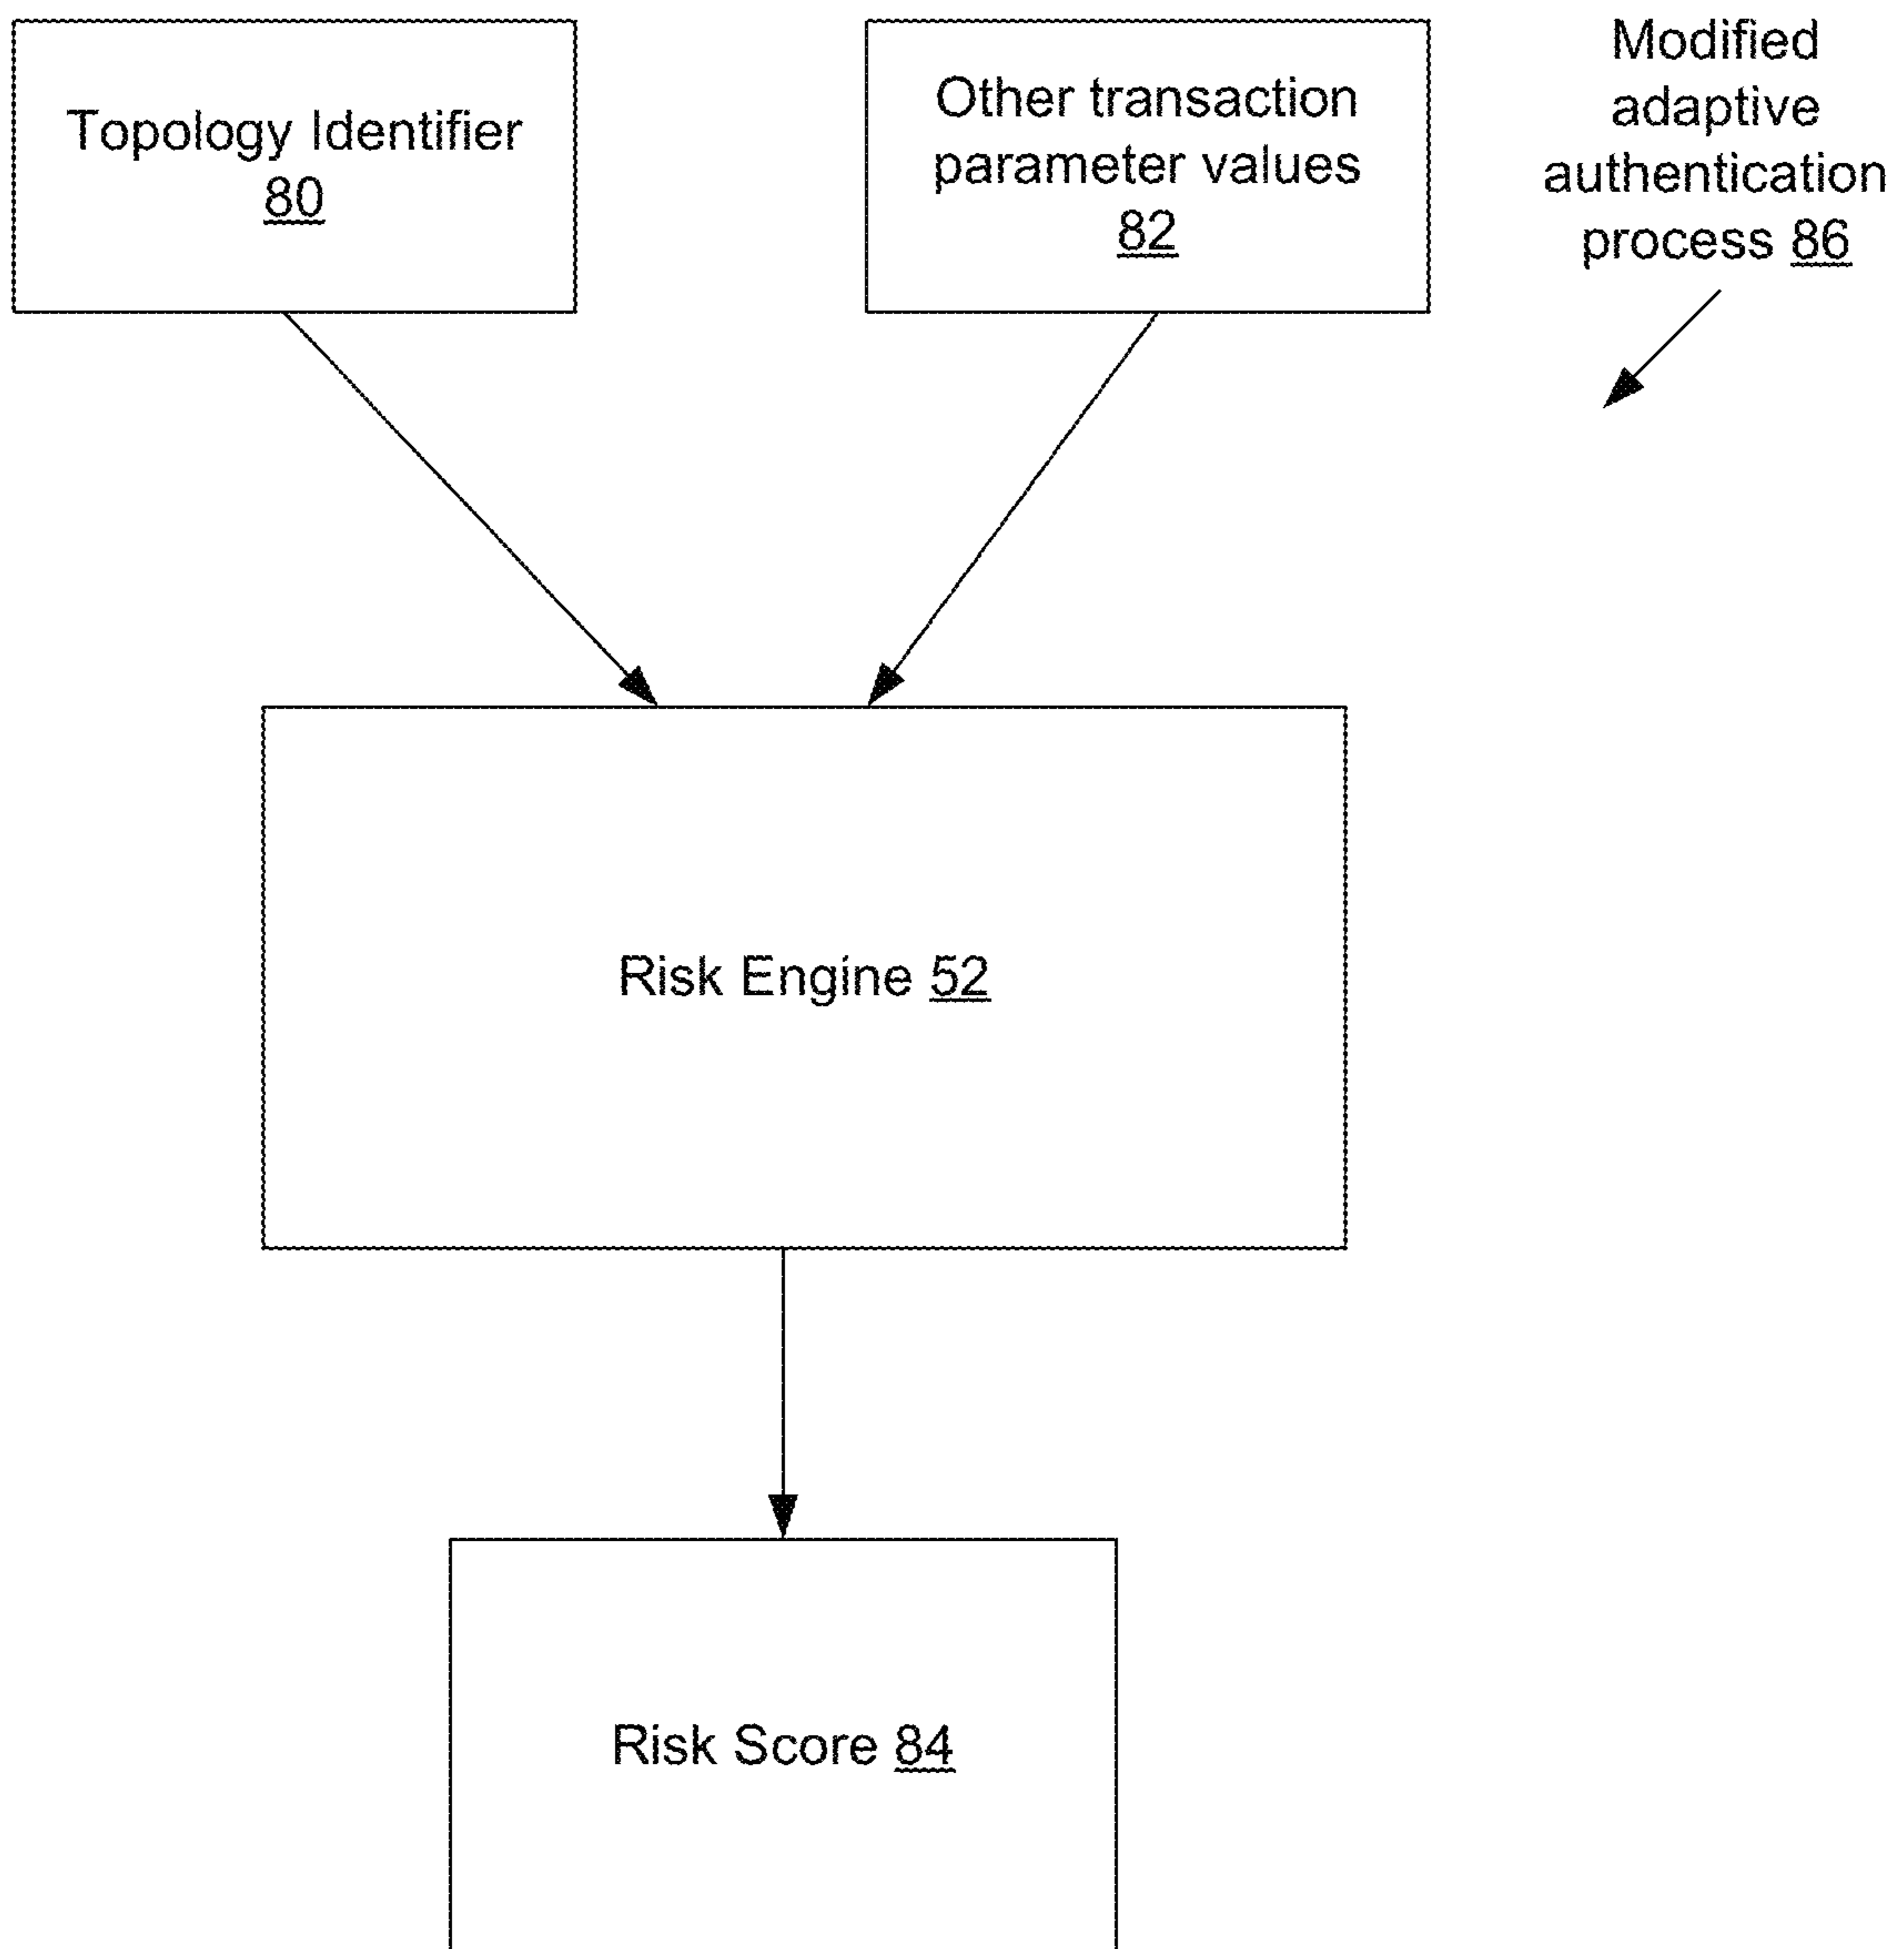 Topology Identifier
80
Other transaction
parameter values
82
Modified
adaptive
authentication
process 86
Risk Engine 52
Risk Score 84